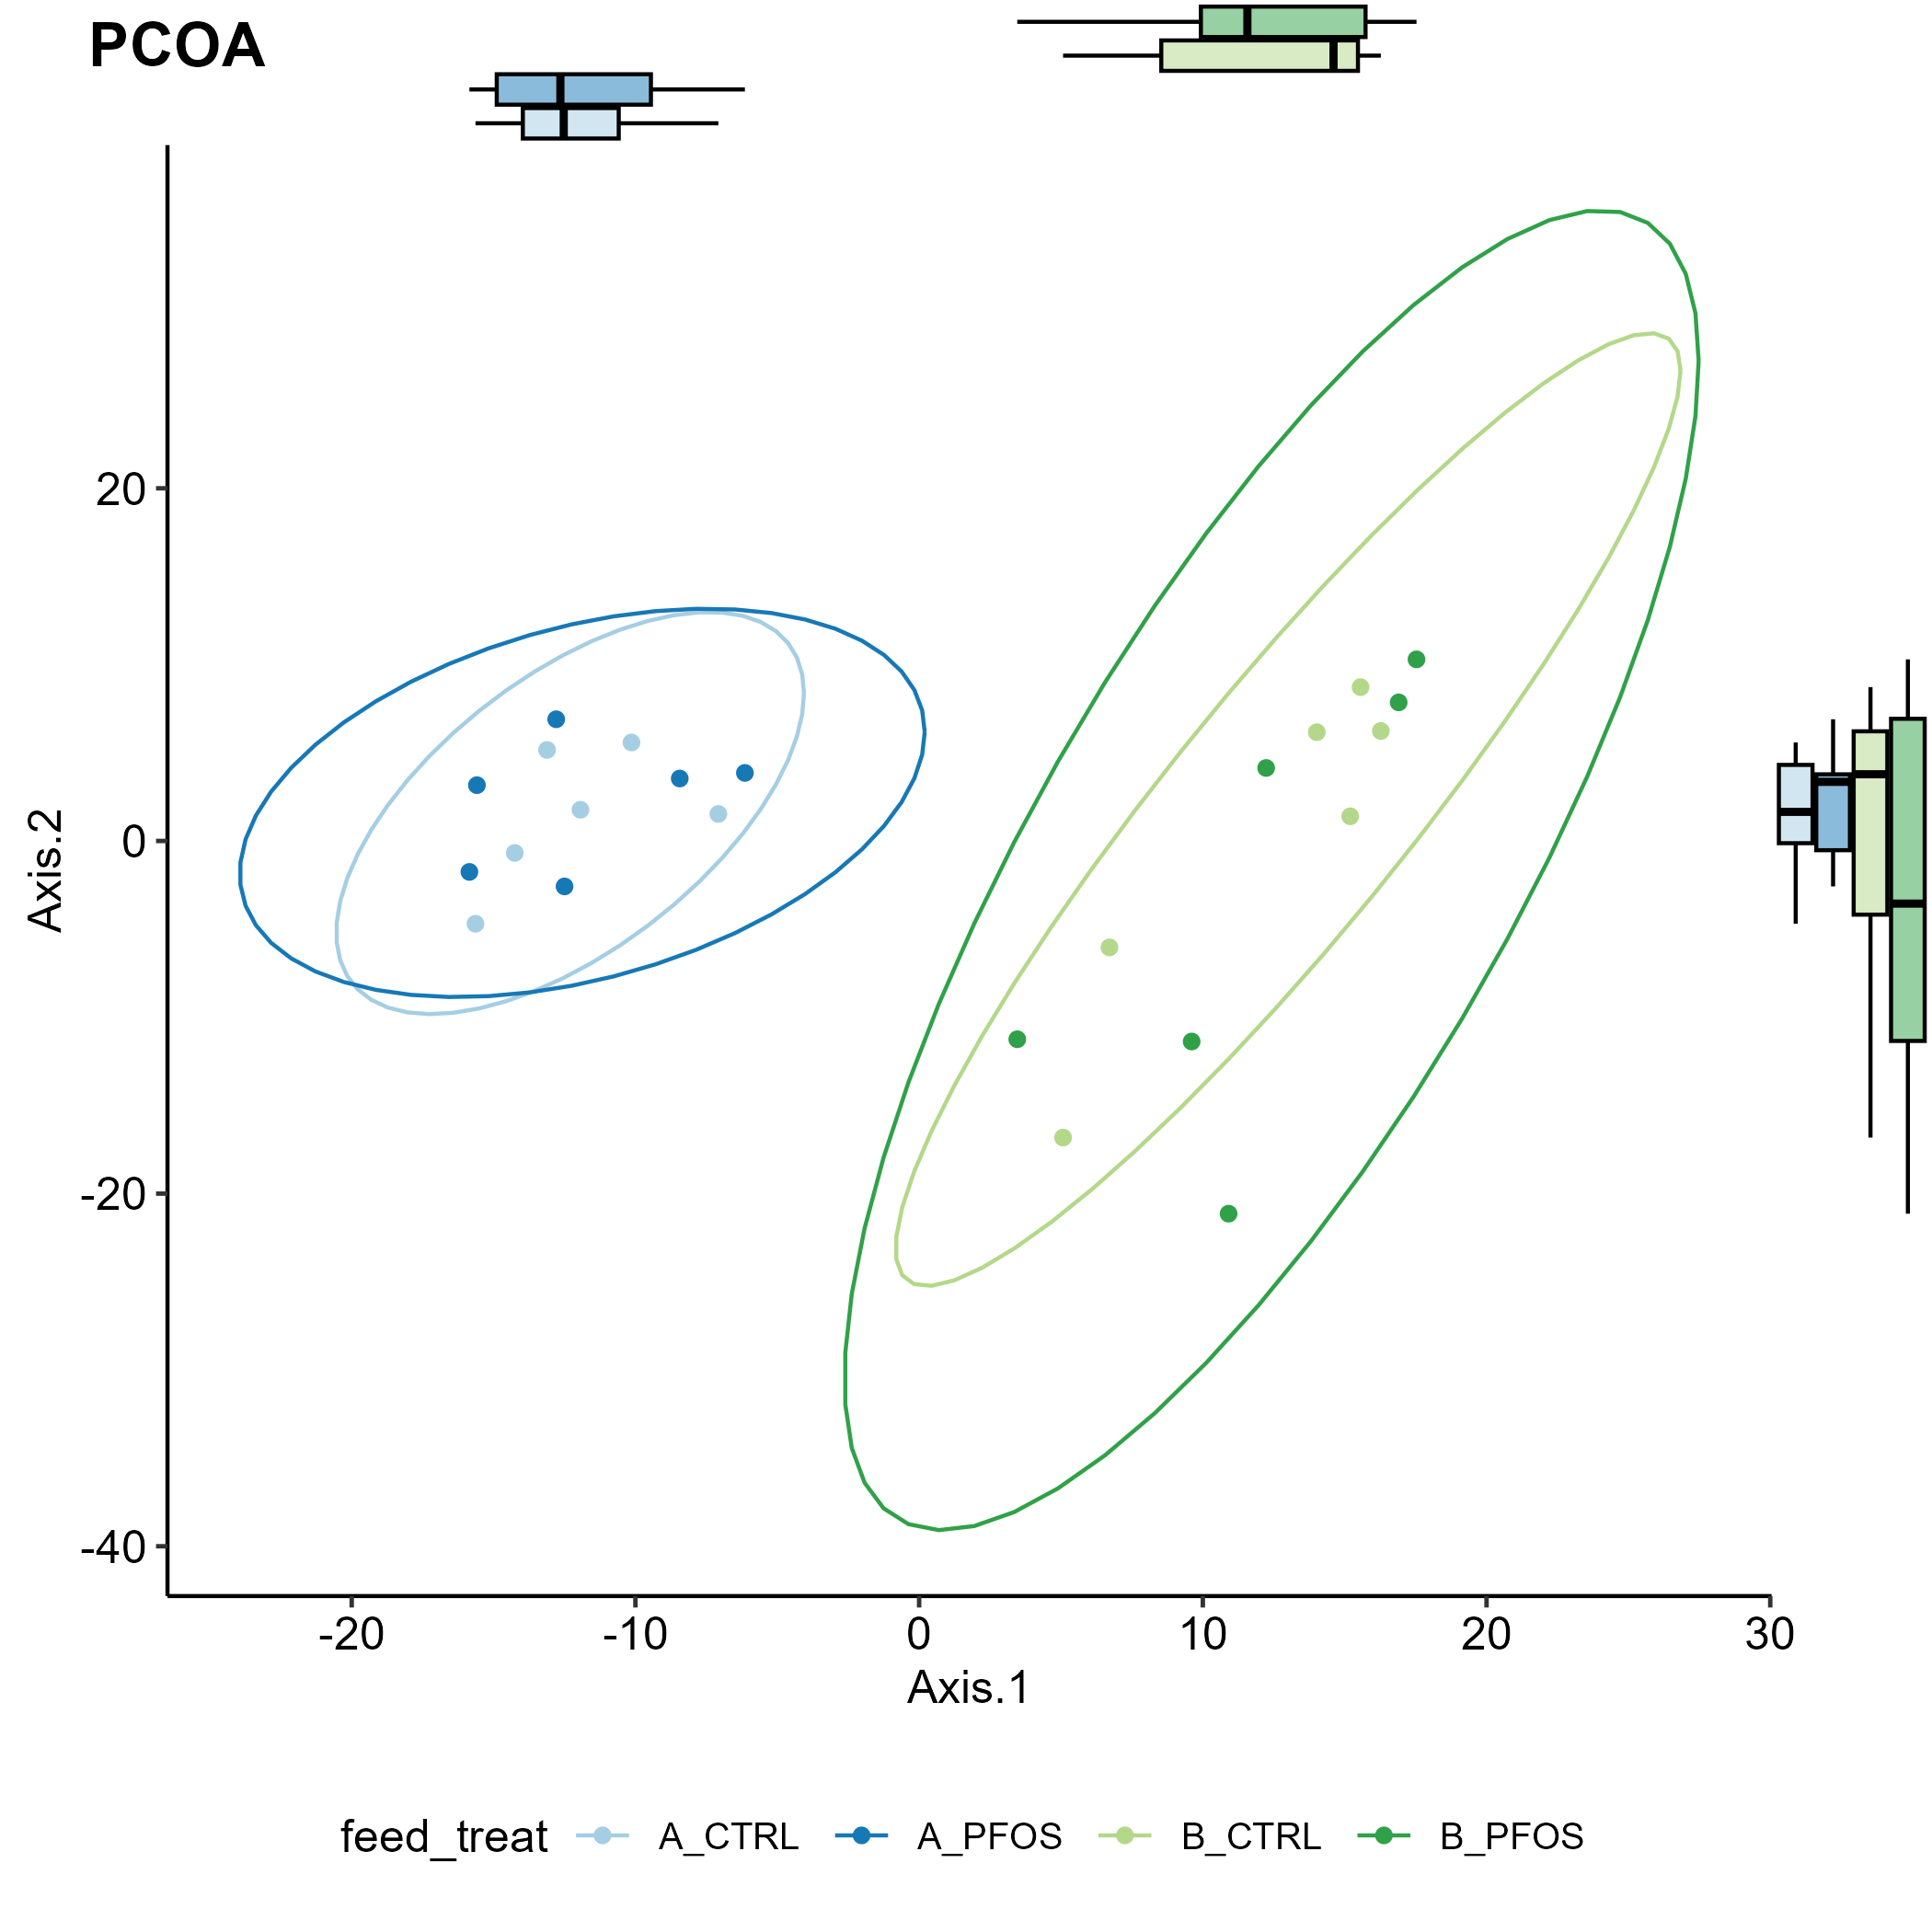 PCOA
20
0
-20
-40
Axis.2
-20 -10 0 10 20 30
Axis.1
feed_treat A_CTRL A_PFOS B_CTRL B_PFOS